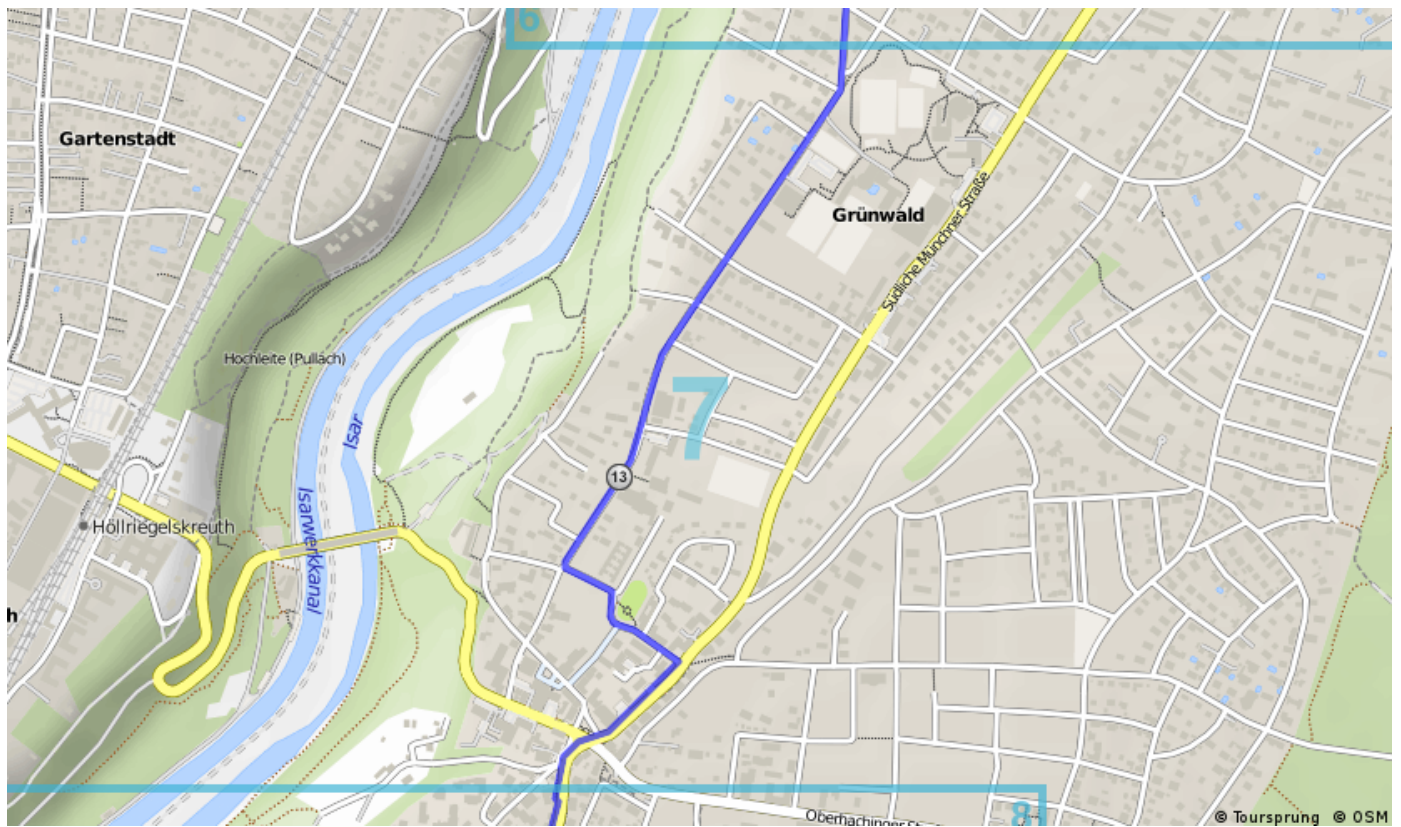 6
Gartenstadt
Grünwald
Südliche Münchner Straße
Hochleite (Pullach)
7
Isar
13
Isarwerkkanal
Höllriegelskreuth
h
8
Oberhachinger
© Toursprung © OSM